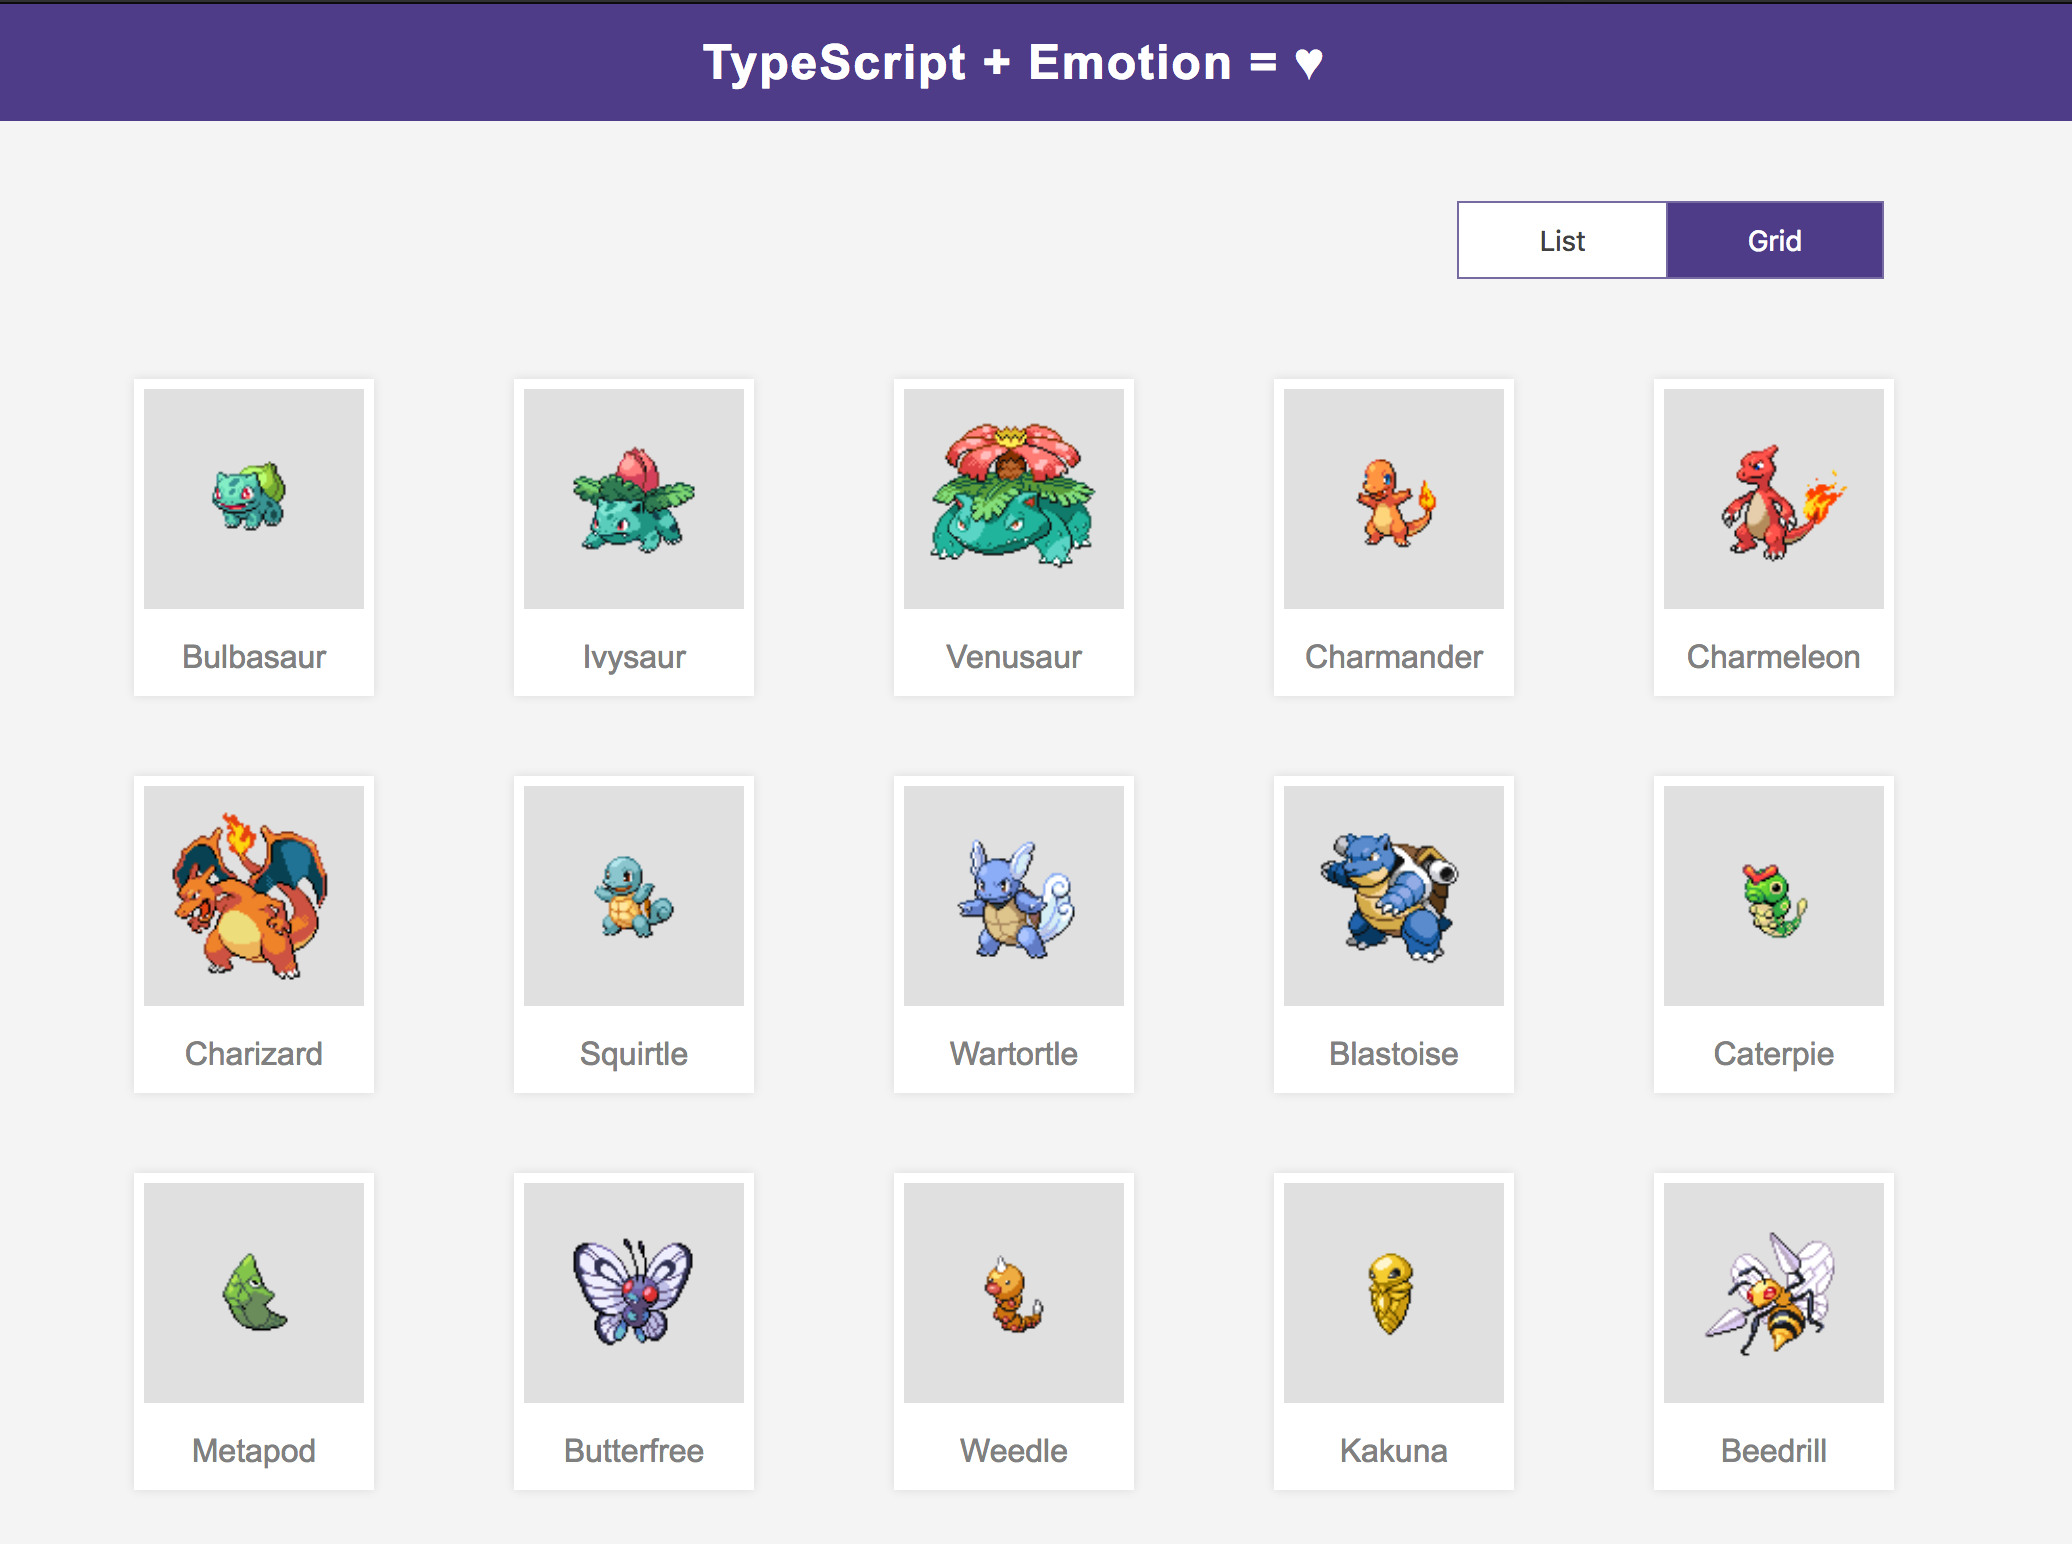 TypeScript + Emotion = ♥
List Grid
Bulbasaur Ivysaur Venusaur Charmander Charmeleon
Charizard Squirtle Wartortle Blastoise Caterpie
Metapod Butterfree Weedle Kakuna Beedrill